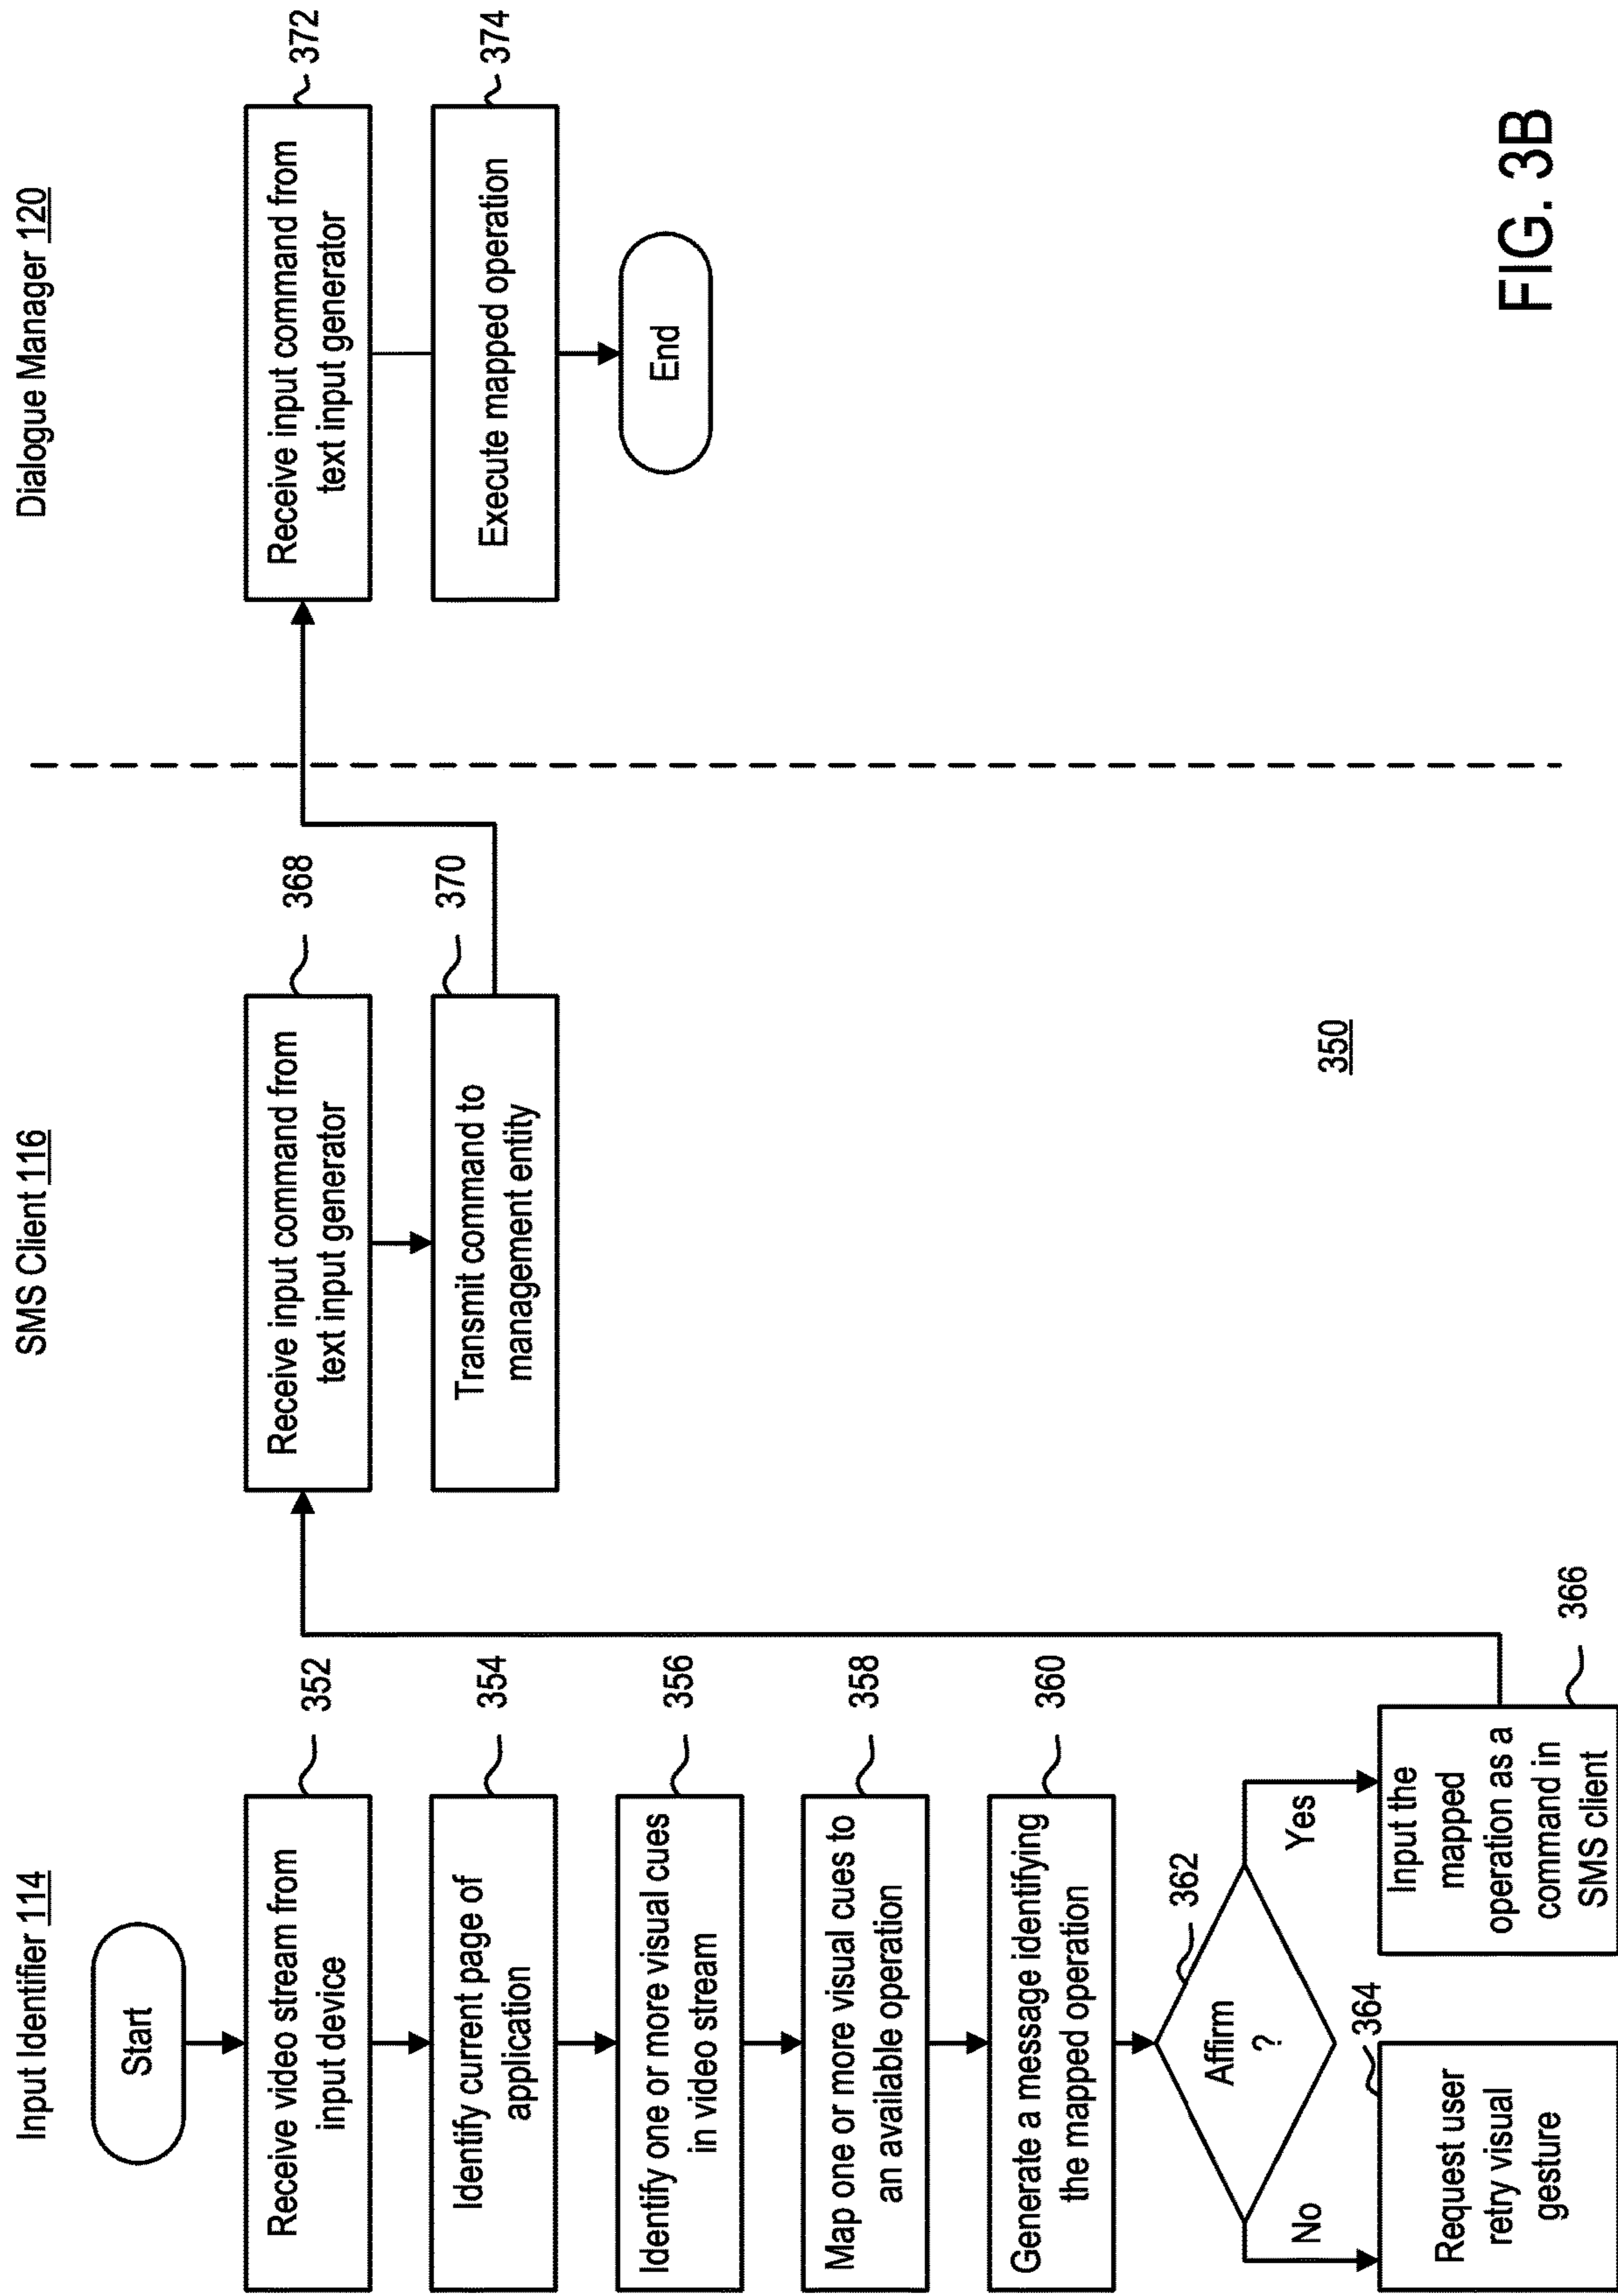 Input Identifier 114
Start
Receive video stream from
input device
352
Identify current page of
application
354
Identify one or more visual cues
in video stream
356
Map one or more visual cues to
an available operation
358
Generate a message identifying
the mapped operation
360
Affirm
?
362
No
Yes
Request user
retry visual
gesture
364
Input the
mapped
operation as a
command in
SMS client
366
SMS Client 116
Receive input command from
text input generator
368
Transmit command to
management entity
370
Dialogue Manager 120
Receive input command from
text input generator
372
Execute mapped operation
374
End
350
FIG. 3B